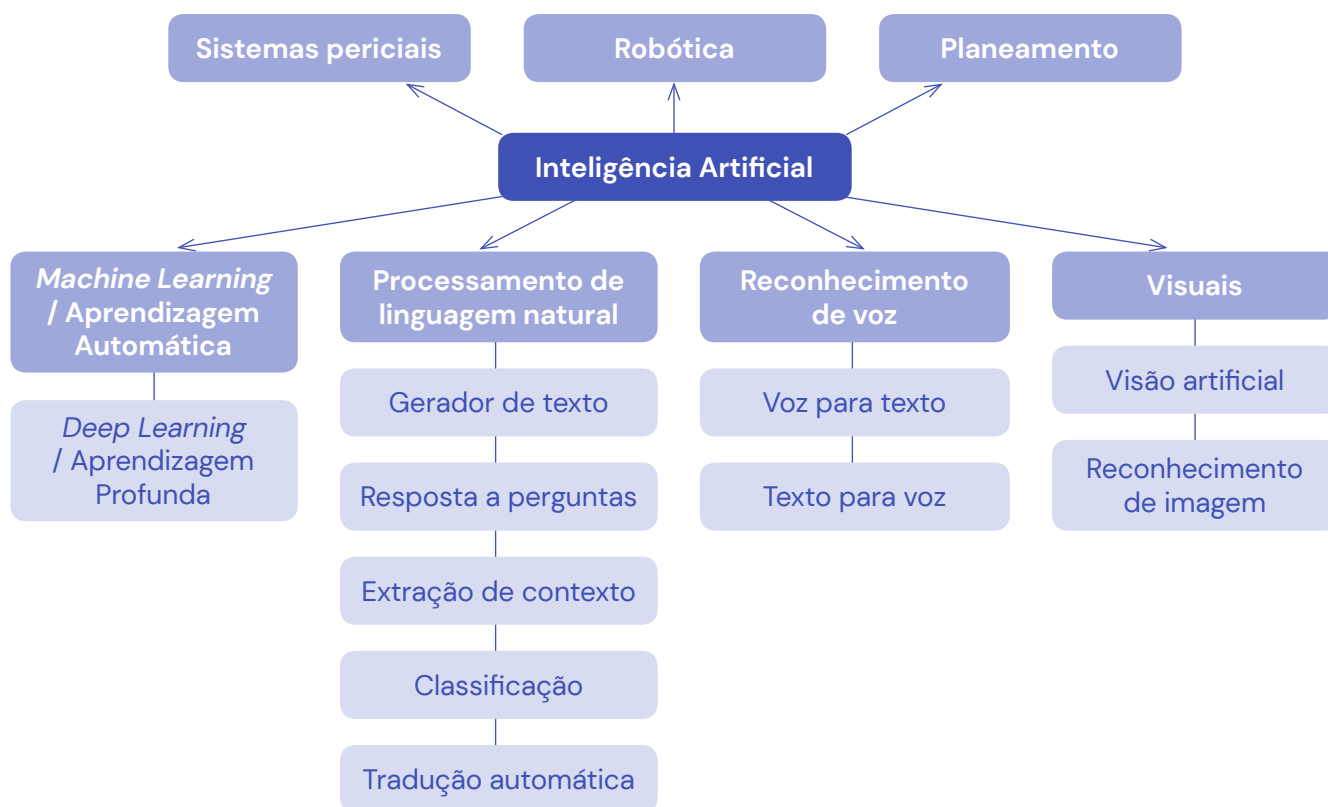 Sistemas periciais
Robótica
Planeamento
Inteligência Artificial
Machine Learning
/ Aprendizagem
Automática
Deep Learning
/ Aprendizagem
Profunda
Processamento de
linguagem natural
Gerador de texto
Resposta a perguntas
Extração de contexto
Classificação
Tradução automática
Reconhecimento
de voz
Voz para texto
Texto para voz
Visuais
Visão artificial
Reconhecimento
de imagem